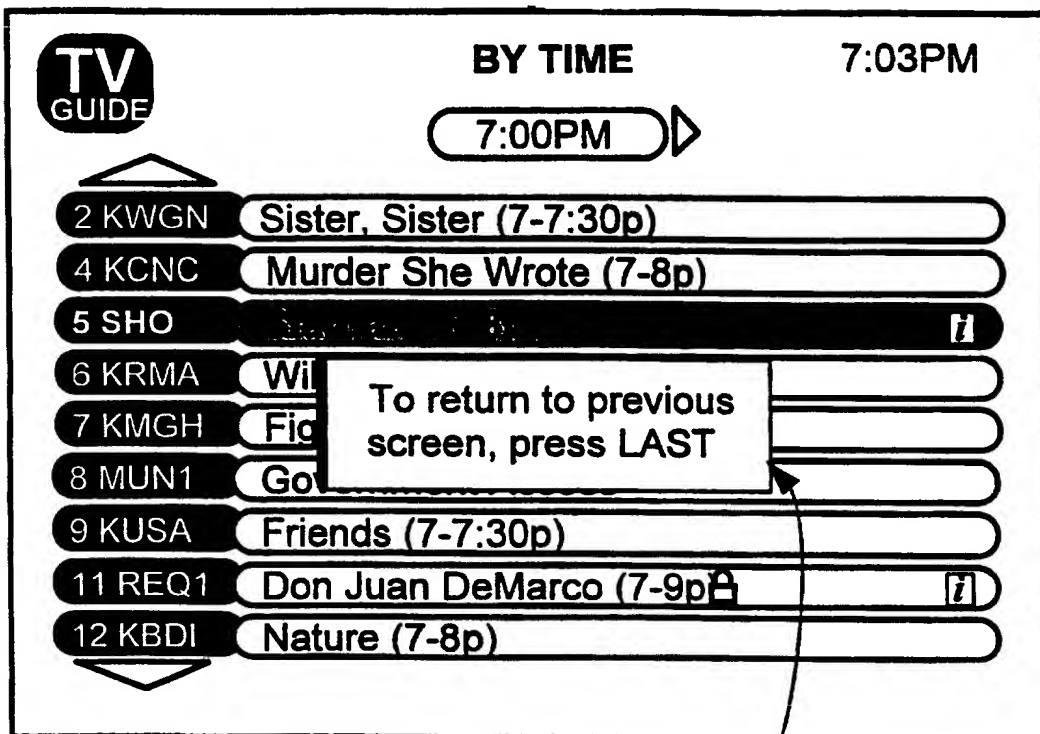 TV
GUIDE
BY TIME
7:03PM
7:00PM
2 KWGN Sister, Sister (7-7:30p)
4 KCNC Murder She Wrote (7-8p)
5 SHO i
6 KRMA Wil
7 KMGH Fig
To return to previous
screen, press LAST
8 MUN1 Gov
9 KUSA Friends (7-7:30p)
11 REQ1 Don Juan DeMarco (7-9p i
12 KBDI Nature (7-8p)